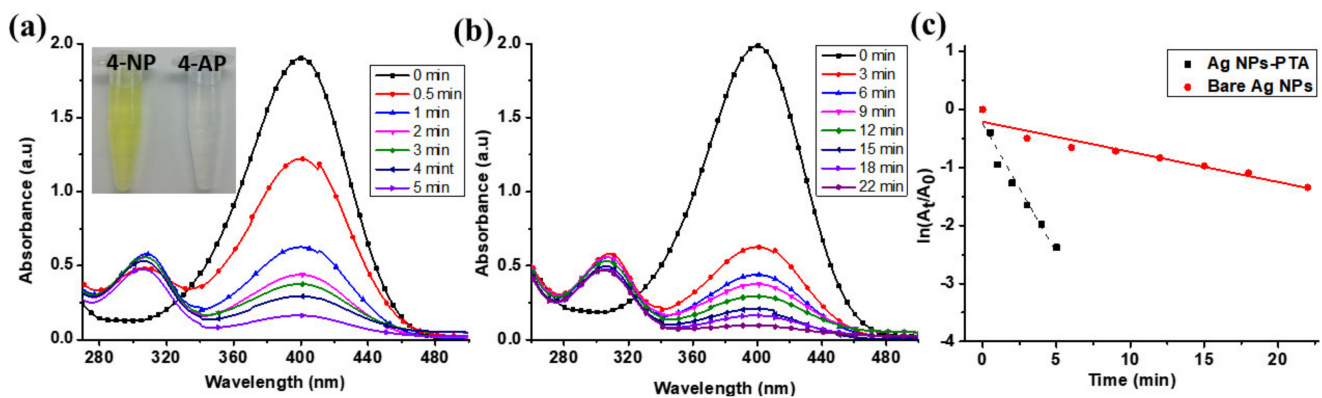 (a)
4-NP 4-AP
0 min
0.5 min
1 min
2 min
3 min
4 mint
5 min
Absorbance (a.u)
2.0
1.5
1.0
0.5
0.0
280 320 360 400 440 480
Wavelength (nm)
(b)
0 min
3 min
6 min
9 min
12 min
15 min
18 min
22 min
Absorbance (a.u)
2.0
1.5
1.0
0.5
0.0
280 320 360 400 440 480
Wavelength (nm)
(c)
Ag NPs-PTA
Bare Ag NPs
ln(At/A0)
1
0
-1
-2
-3
-4
0 5 10 15 20
Time (min)